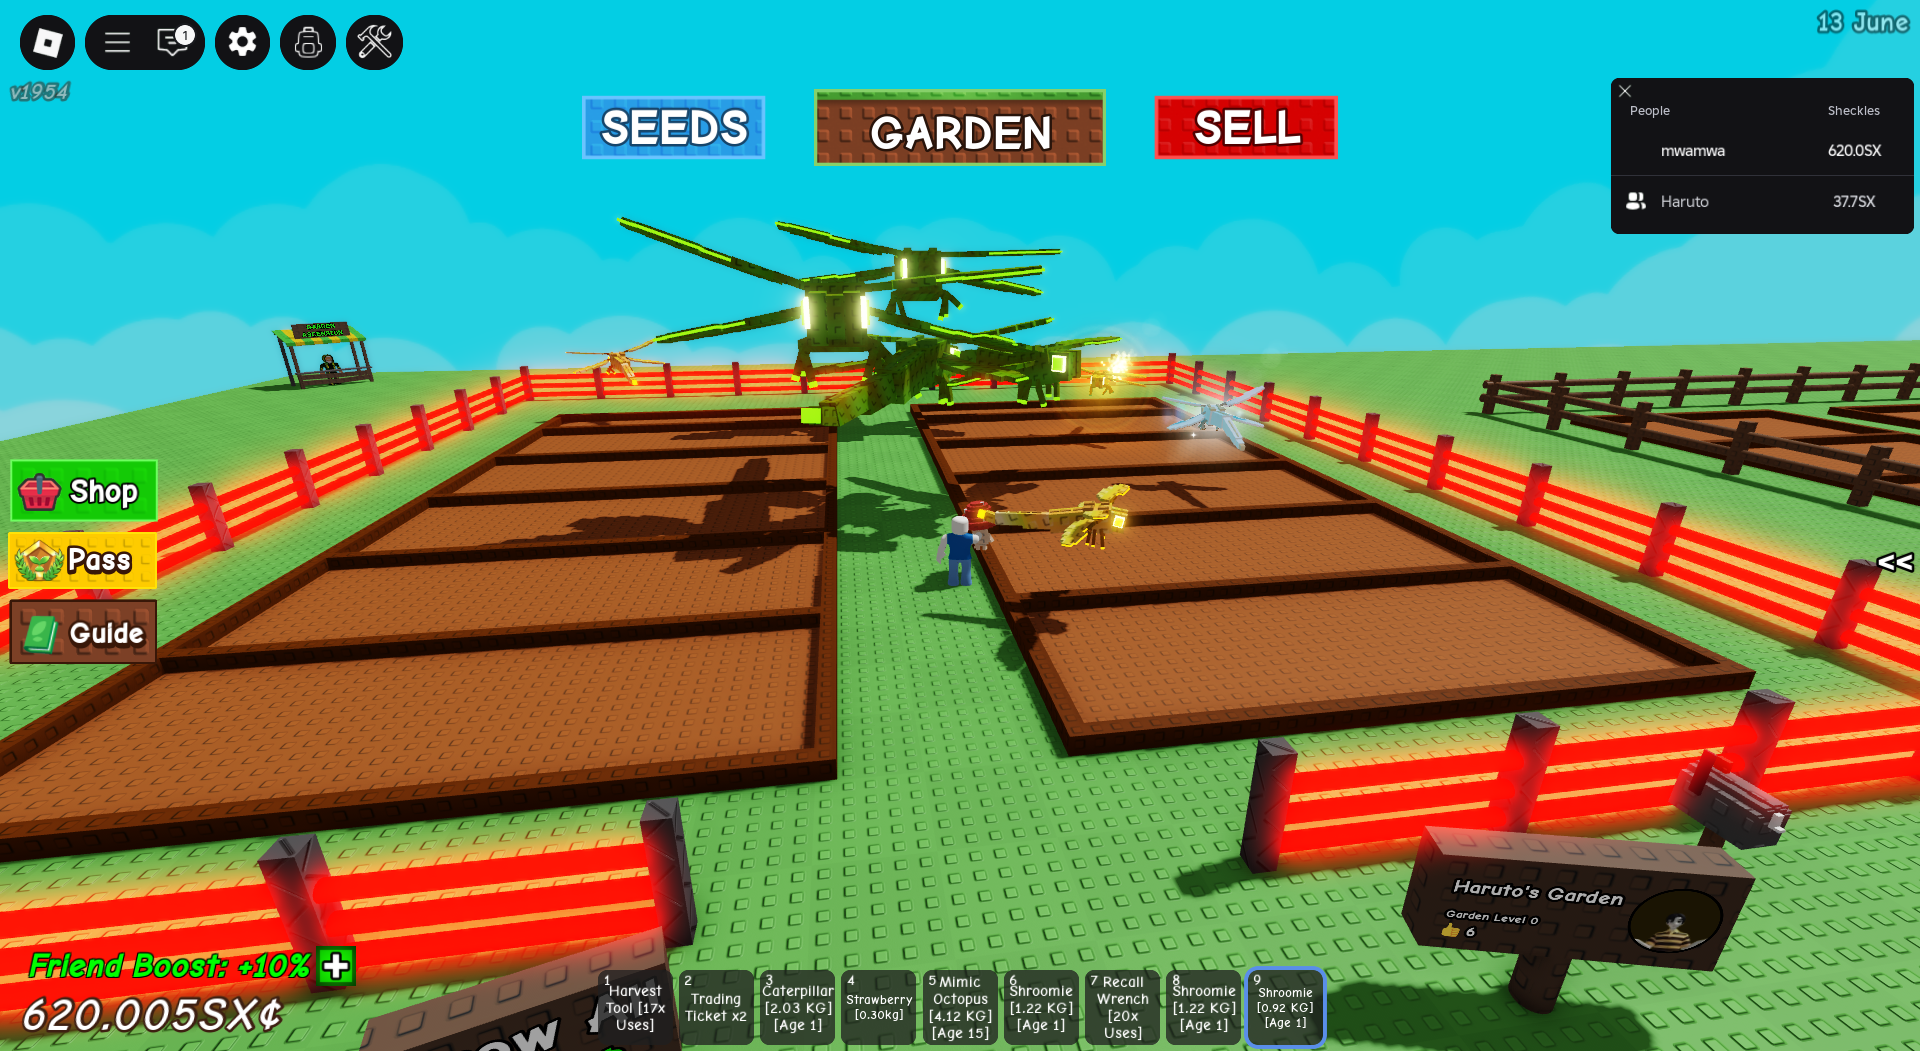 1
13 June
v1954
SEEDS
GARDEN
SELL
People Sheckles
mwamwa 620.0SX
Haruto 37.7SX
<<
Shop
Pass
Guide
Haruto's Garden
Garden Level 0
6
Friend Boost: +10%
620.005SX¢
1 Harvest
Tool [17x
Uses]
2 Trading
Ticket x2
3 Caterpillar
[2.03 KG]
[Age 1]
4 Strawberry
[0.30kg]
5 Mimic
Octopus
[4.12 KG]
[Age 15]
6 Shroomie
[1.22 KG]
[Age 1]
7 Recall
Wrench
[20x
Uses]
8 Shroomie
[1.22 KG]
[Age 1]
9 Shroomie
[0.92 KG]
[Age 1]